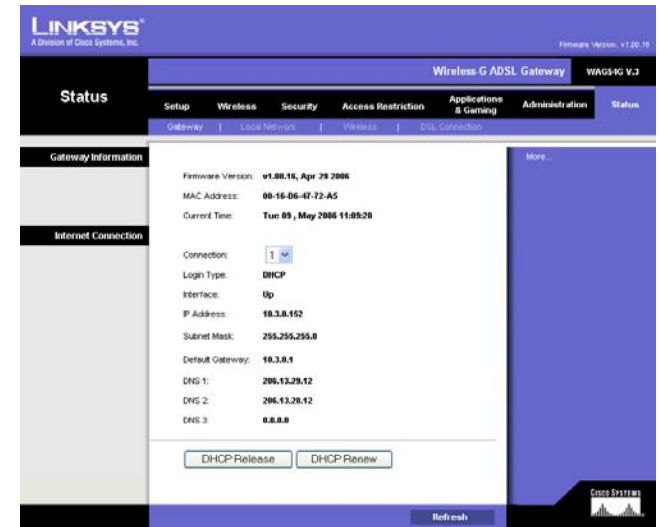 LINKSYS®
A Division of Cisco Systems, Inc.
Firmware Version: v1.00.16
Wireless-G ADSL Gateway WAG54G V.3
Status
Setup Wireless Security Access Restriction Applications & Gaming Administration Status
Gateway | Local Network | Wireless | DSL Connection
Gateway Information
More...
Firmware Version: v1.00.16, Apr 29 2006
MAC Address: 00-16-B6-47-72-A5
Current Time: Tue 09 , May 2006 11:09:20
Internet Connection
Connection: 1
Login Type: DHCP
Interface: Up
IP Address: 10.3.0.152
Subnet Mask: 255.255.255.0
Default Gateway: 10.3.0.1
DNS 1: 206.13.29.12
DNS 2: 206.13.28.12
DNS 3: 0.0.0.0
DHCP Release DHCP Renew
Refresh
CISCO SYSTEMS